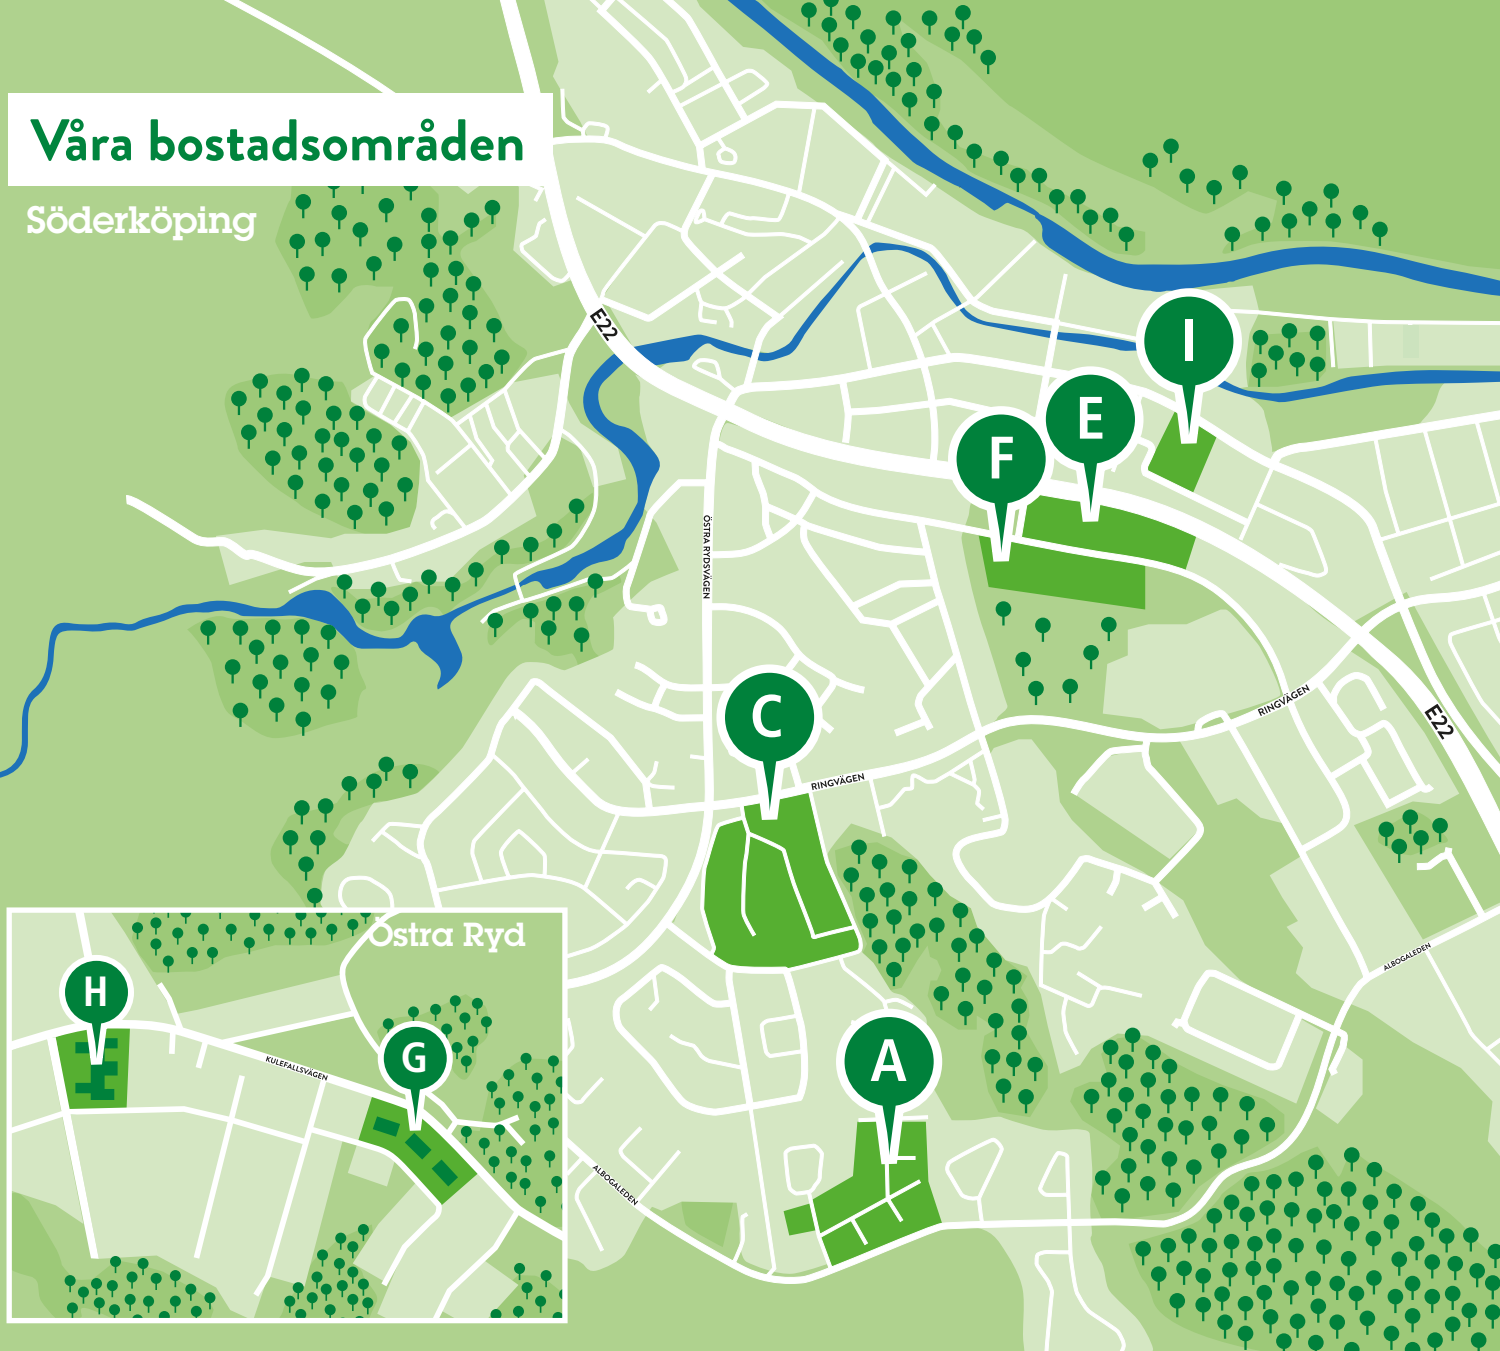 Våra bostadsområden
Söderköping
E22
I
E
F
ÖSTRA RYDSVÄGEN
C
RINGVÄGEN
RINGVÄGEN
E22
Östra Ryd
ALBOGALEDEN
H
G
KULEFALLSVÄGEN
A
ALBOGALEDEN